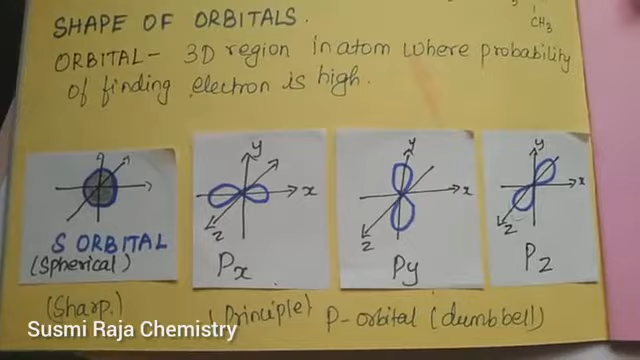 SHAPE OF ORBITALS.
CH3
ORBITAL- 3D region in atom where probability
of finding electron is high.
y
x
z
y
x
z
y
x
z
S ORBITAL
(Spherical)
Px
Py
Pz
(Sharp.)
(Principle) P-orbital (dumbbell)
Susmi Raja Chemistry